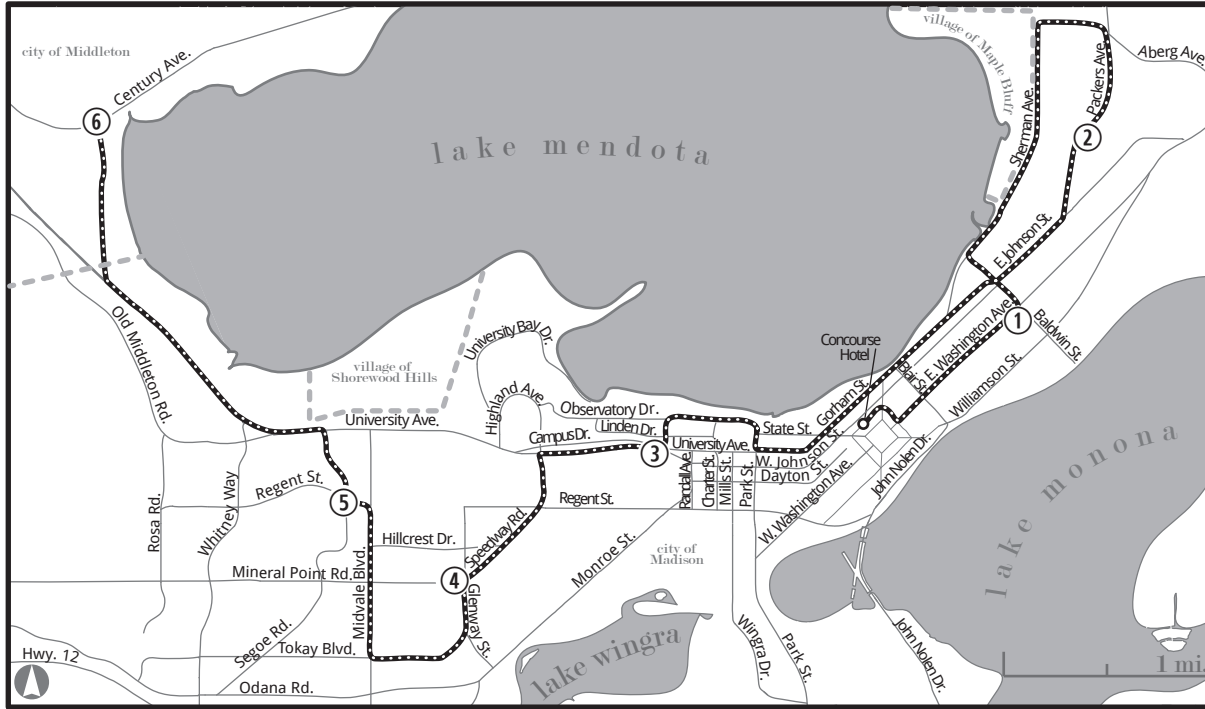 city of Middleton
Century Ave.
6
lake mendota
village of Maple Bluff
Sherman Ave.
Packers Ave.
Aberg Ave.
2
E. Johnson St.
1
Baldwin St.
E. Washington Ave.
Blair St.
Williamson St.
Concourse
Hotel
Gorham St.
Old Middleton Rd.
village of
Shorewood Hills
University Bay Dr.
Highland Ave
Observatory Dr.
Linden Dr.
State St.
University Ave.
Campus Dr.
3
University Ave.
W. Johnson St.
Dayton St.
Randall Ave
Charter St.
Mills St.
Park St.
W. Washington Ave.
John Nolen Dr.
lake monona
Rosa Rd.
Whitney Way
Regent St.
5
Regent St.
Hillcrest Dr.
Speedway Rd.
Monroe St.
city of
Madison
Mineral Point Rd.
Midvale Blvd.
4
Glenway St.
Segoe Rd.
Tokay Blvd.
Hwy. 12
Odana Rd.
lake wingra
Wingra Dr.
Park St.
John Nolen Dr.
1 mi.